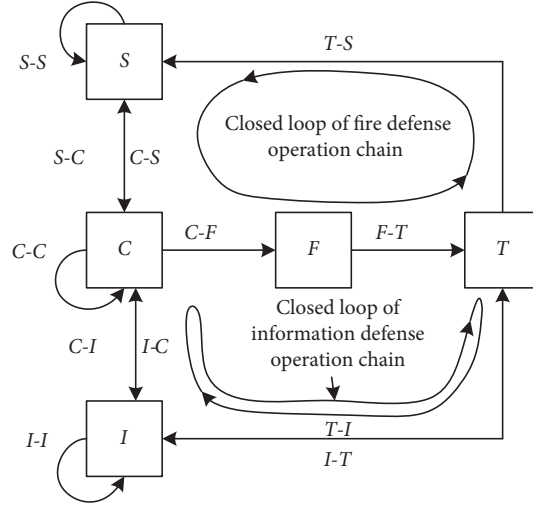 T-S
S-S
S
Closed loop of fire defense
operation chain
S-C
C-S
C-F
F-T
C-C
C
F
T
Closed loop of
information defense
operation chain
C-I
I-C
T-I
I-I
I
I-T